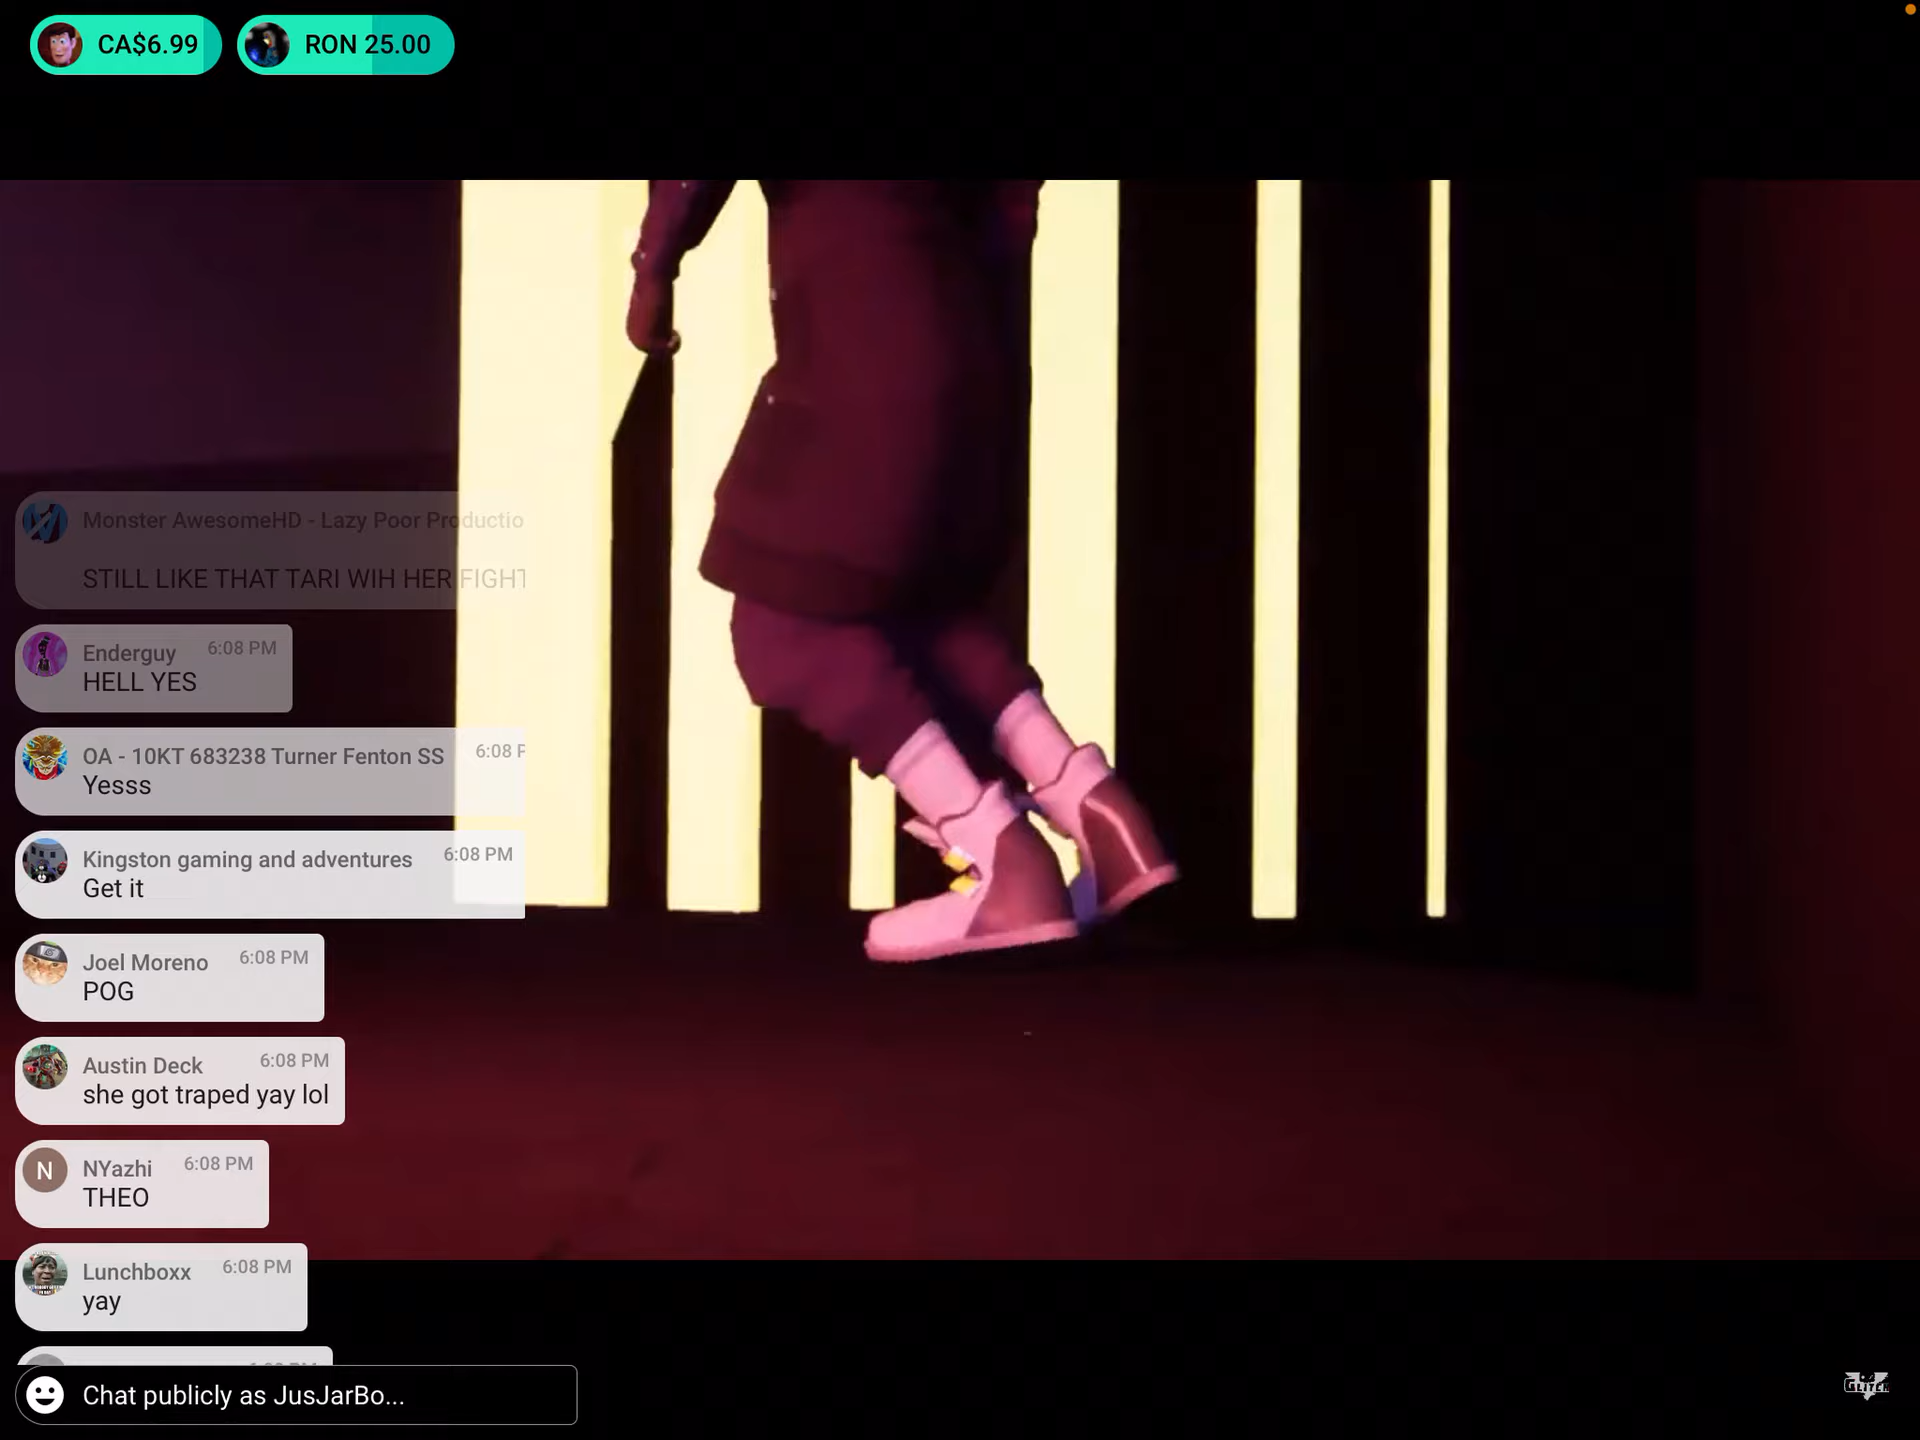 CA$6.99
RON 25.00
Monster AwesomeHD - Lazy Poor Productio
STILL LIKE THAT TARI WIH HER FIGHT
Enderguy 6:08 PM
HELL YES
OA - 10KT 683238 Turner Fenton SS 6:08 P
Yesss
Kingston gaming and adventures 6:08 PM
Get it
Joel Moreno 6:08 PM
POG
Austin Deck 6:08 PM
she got traped yay lol
N
NYazhi 6:08 PM
THEO
Lunchboxx 6:08 PM
yay
Chat publicly as JusJarBo...
GLITCH